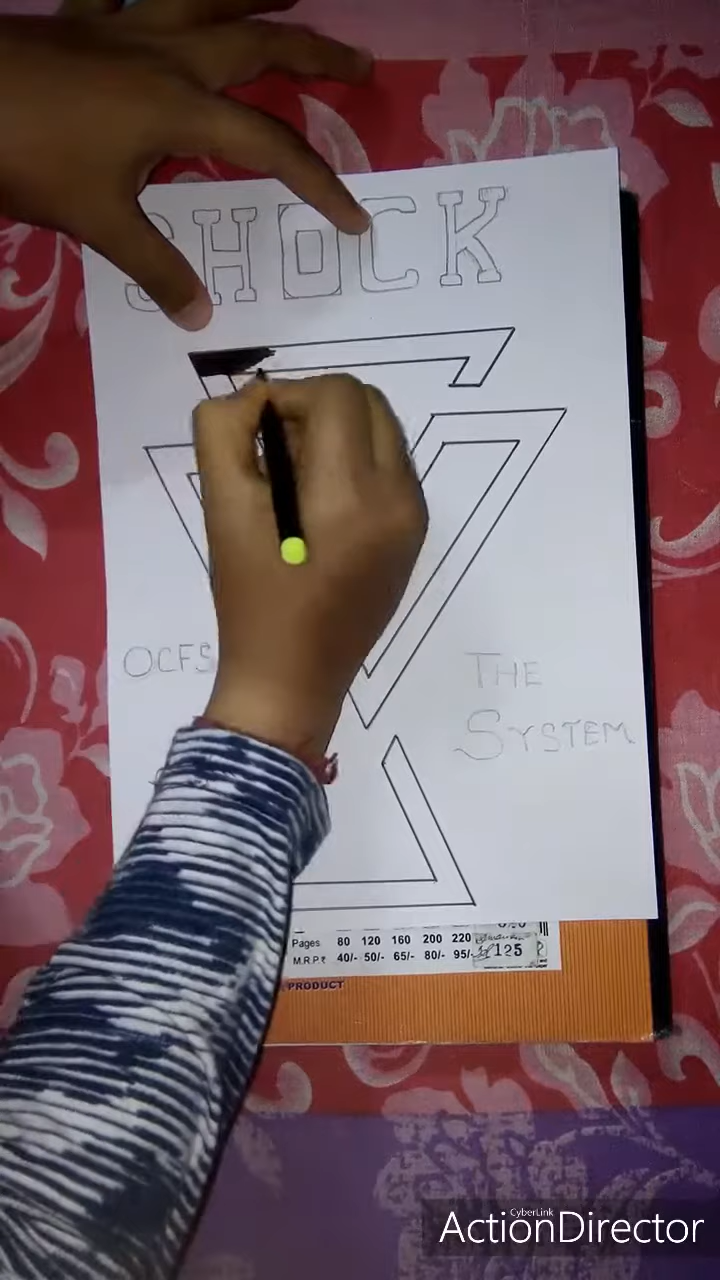 SHOCK
OCFS
THE
SYSTEM
Pages 80 120 160 200 220
M.R.P.₹ 40/- 50/- 65/- 80/- 95/- 125
PRODUCT
CyberLink
ActionDirector